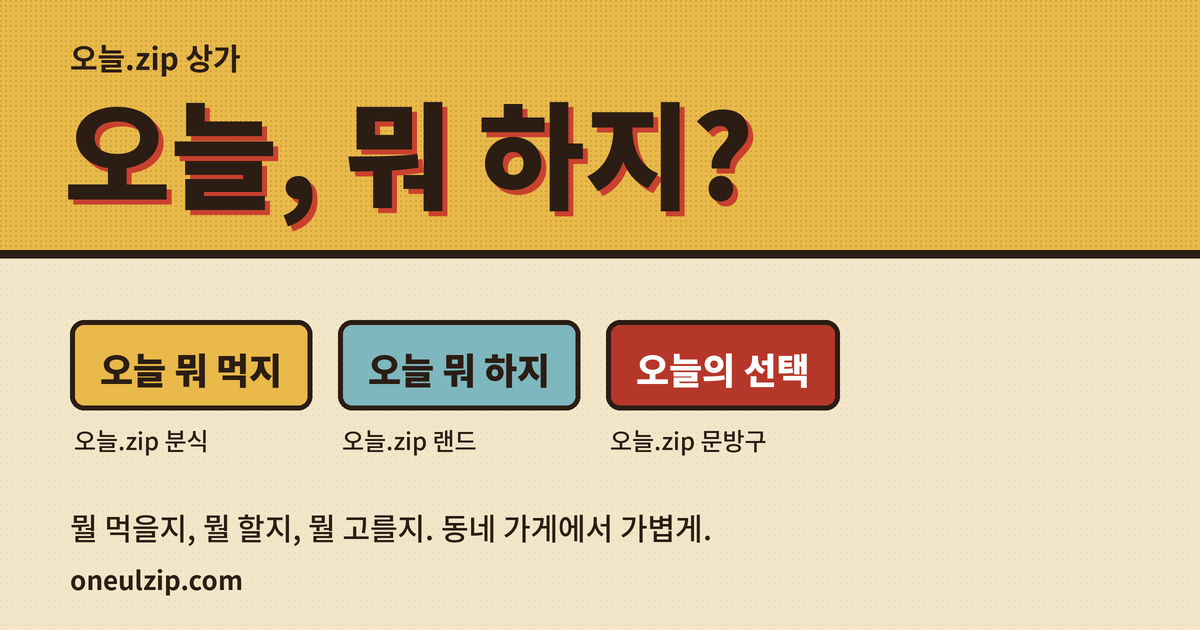 오늘.zip 상가
오늘, 뭐 하지?
오늘 뭐 먹지
오늘 뭐 하지
오늘의 선택
오늘.zip 분식
오늘.zip 랜드
오늘.zip 문방구
뭘 먹을지, 뭘 할지, 뭘 고를지. 동네 가게에서 가볍게.
oneulzip.com